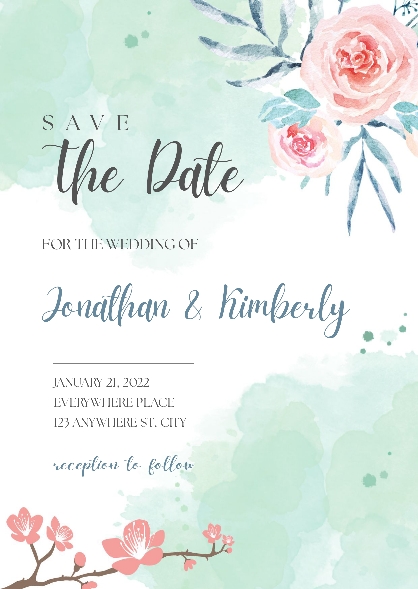 SAVE
the Date
FOR THE WEDDING OF
Jonathan & Kimberly
JANUARY 21, 2022
EVERYWHERE PLACE
123 ANYWHERE ST. CITY
reception to follow